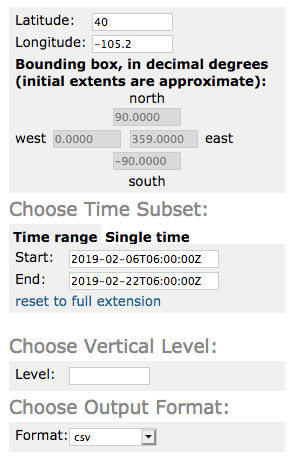 Latitude: 40
Longitude: -105.2
Bounding box, in decimal degrees
(initial extents are approximate):
north
90.0000
west 0.0000 359.0000 east
-90.0000
south
Choose Time Subset:
Time range Single time
Start: 2019-02-06T06:00:00Z
End: 2019-02-22T06:00:00Z
reset to full extension
Choose Vertical Level:
Level:
Choose Output Format:
Format: csv